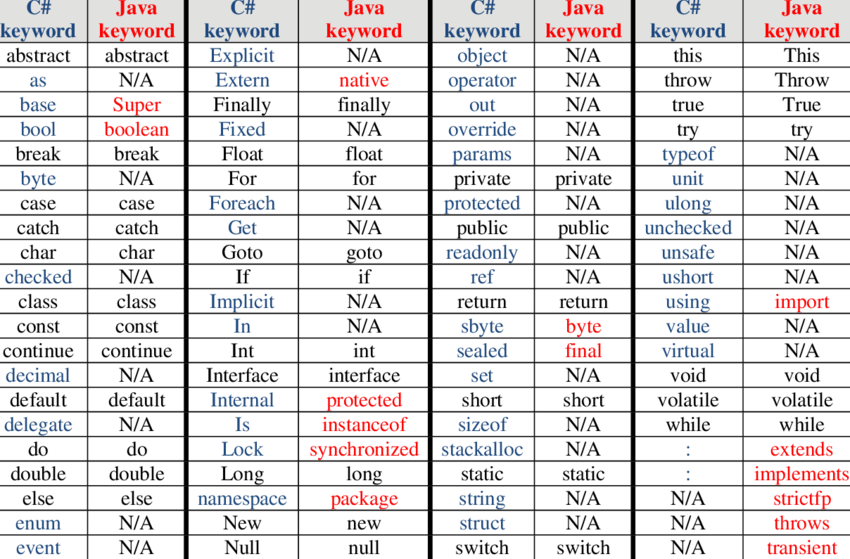 C# keyword Java keyword C# keyword Java keyword C# keyword Java keyword C# keyword Java keyword
abstract abstract Explicit N/A object N/A this This
as N/A Extern native operator N/A throw Throw
base Super Finally finally out N/A true True
bool boolean Fixed N/A override N/A try try
break break Float float params N/A typeof N/A
byte N/A For for private private unit N/A
case case Foreach N/A protected N/A ulong N/A
catch catch Get N/A public public unchecked N/A
char char Goto goto readonly N/A unsafe N/A
checked N/A If if ref N/A ushort N/A
class class Implicit N/A return return using import
const const In N/A sbyte byte value N/A
continue continue Int int sealed final virtual N/A
decimal N/A Interface interface set N/A void void
default default Internal protected short short volatile volatile
delegate N/A Is instanceof sizeof N/A while while
do do Lock synchronized stackalloc N/A : extends
double double Long long static static : implements
else else namespace package string N/A N/A strictfp
enum N/A New new struct N/A N/A throws
event N/A Null null switch switch N/A transient